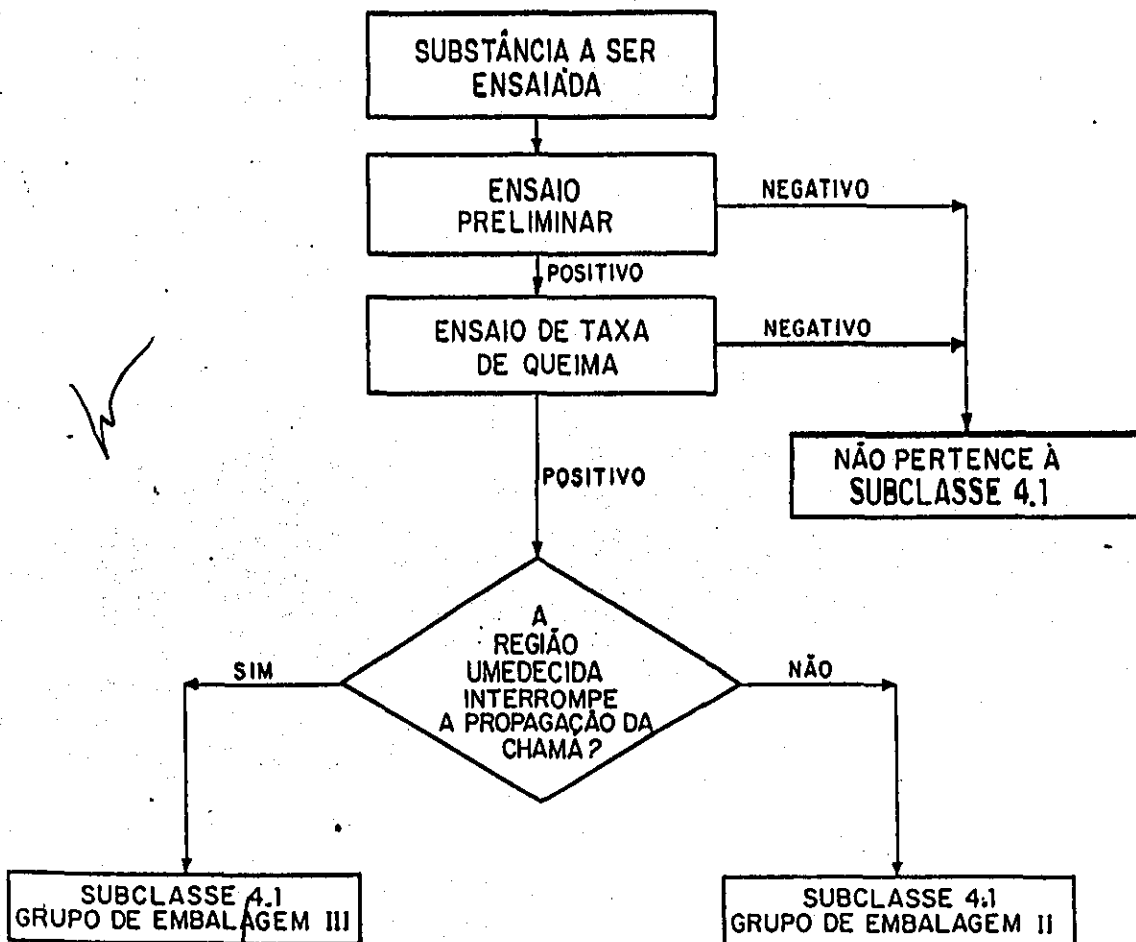 SUBSTÂNCIA A SER
ENSAIADA
ENSAIO
PRELIMINAR
NEGATIVO
POSITIVO
ENSAIO DE TAXA
DE QUEIMA
NEGATIVO
NÃO PERTENCE À
SUBCLASSE 4.1
POSITIVO
A
REGIÃO
UMEDECIDA
INTERROMPE
A PROPAGAÇÃO DA
CHAMA?
SIM
NÃO
SUBCLASSE 4.1
GRUPO DE EMBALAGEM III
SUBCLASSE 4.1
GRUPO DE EMBALAGEM II